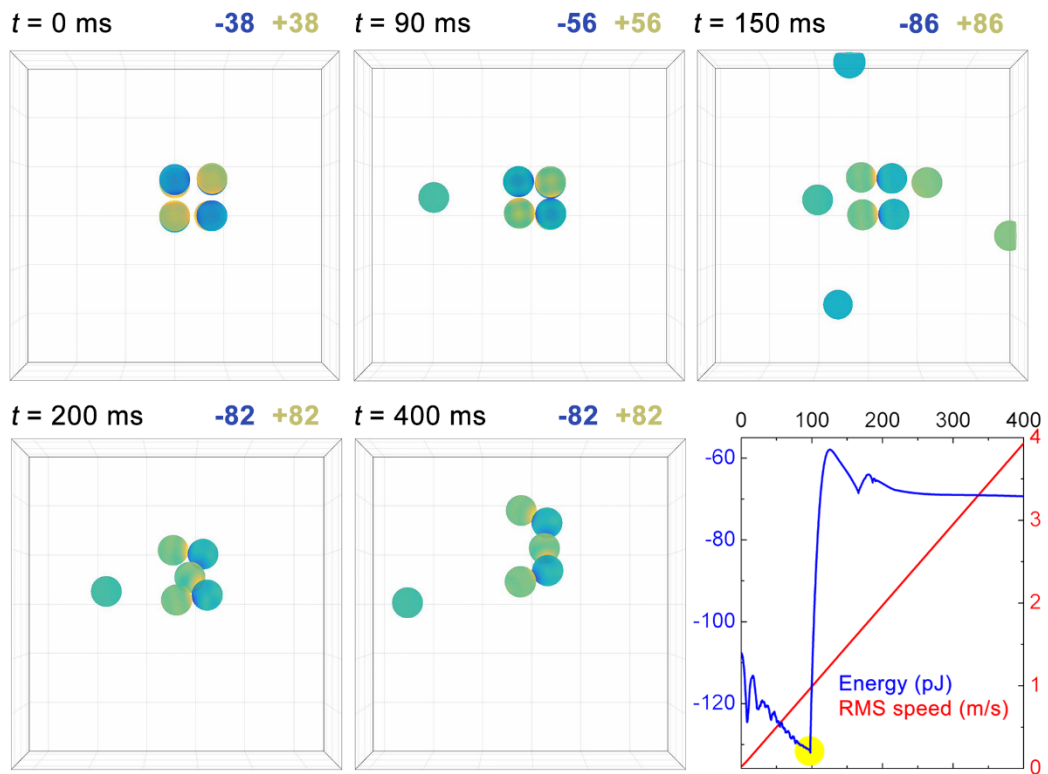 t = 0 ms -38 +38
t = 90 ms -56 +56
t = 150 ms -86 +86
t = 200 ms -82 +82
t = 400 ms -82 +82
0 100 200 300 400
-60
-80
-100
-120
4
3
2
1
0
Energy (pJ)
RMS speed (m/s)